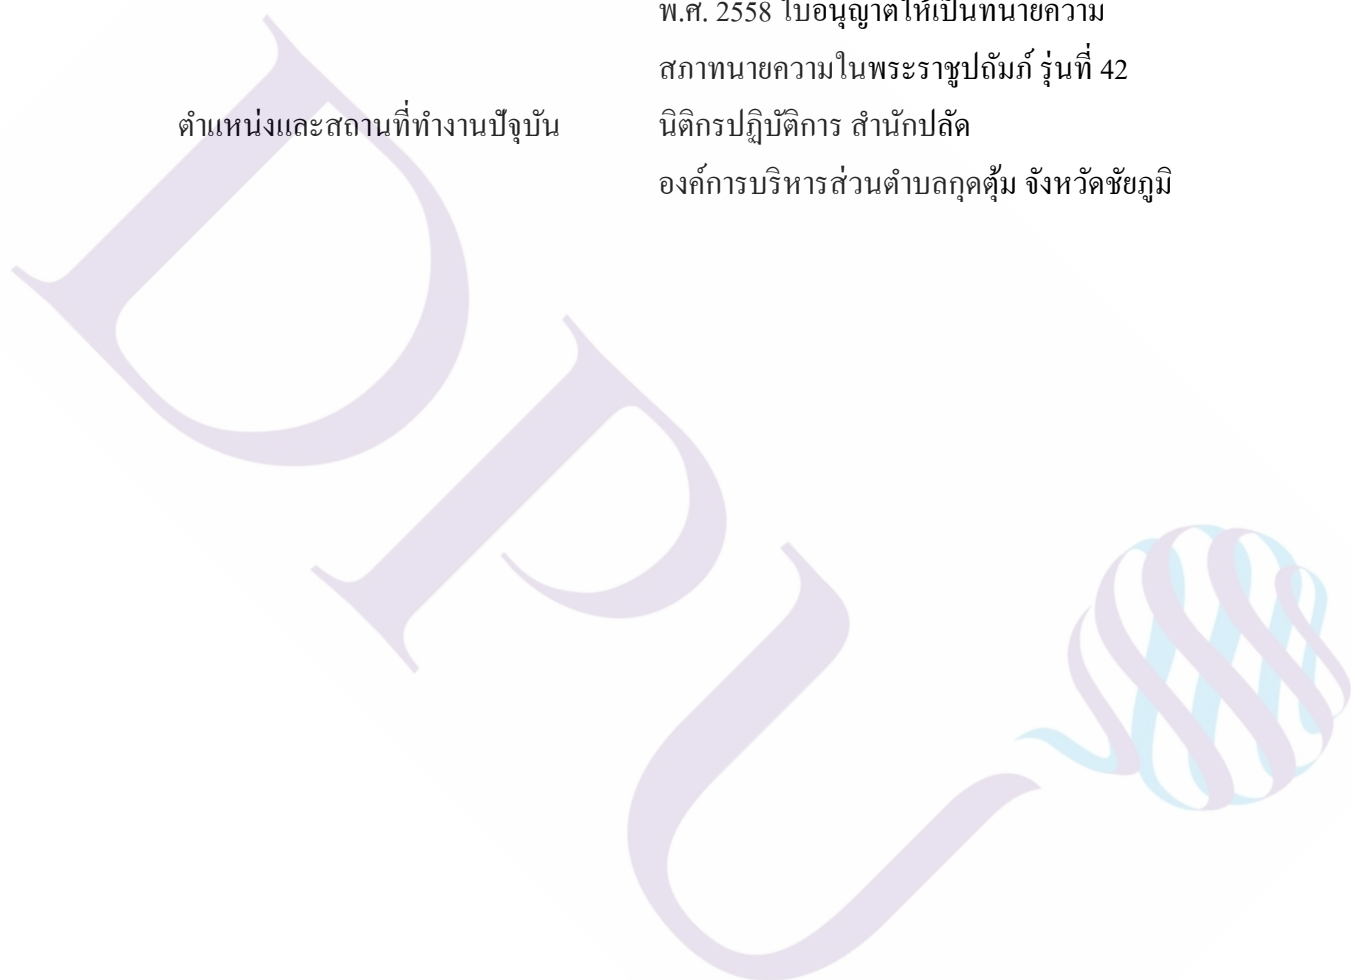 พ.ศ. 2558 ใบอนุญาตให้เป็นทนายความ
สภาทนายความในพระราชูปถัมภ์ รุ่นที่ 42
ตำแหน่งและสถานที่ทำงานปัจจุบัน นิติกรปฏิบัติการ สำนักปลัด
องค์การบริหารส่วนตำบลกุดตุ้ม จังหวัดชัยภูมิ
DPU